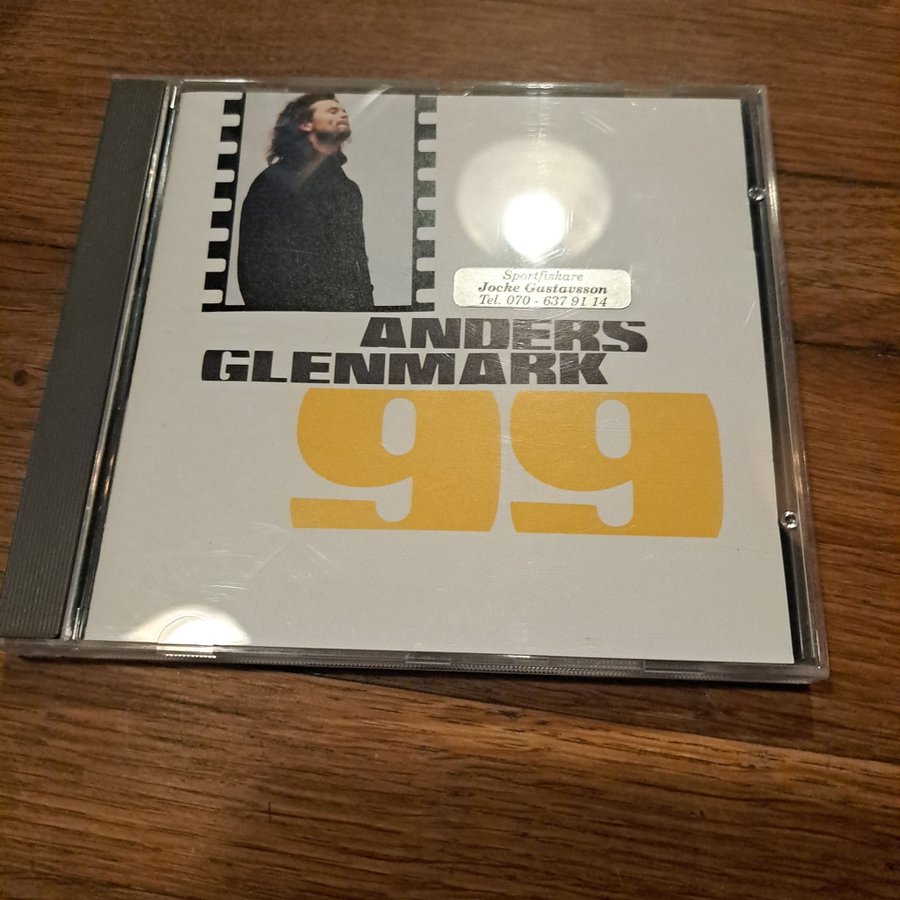 Sportfiskare
Jocke Gustavsson
Tel. 070 - 637 91 14
ANDERS
GLENMARK
99